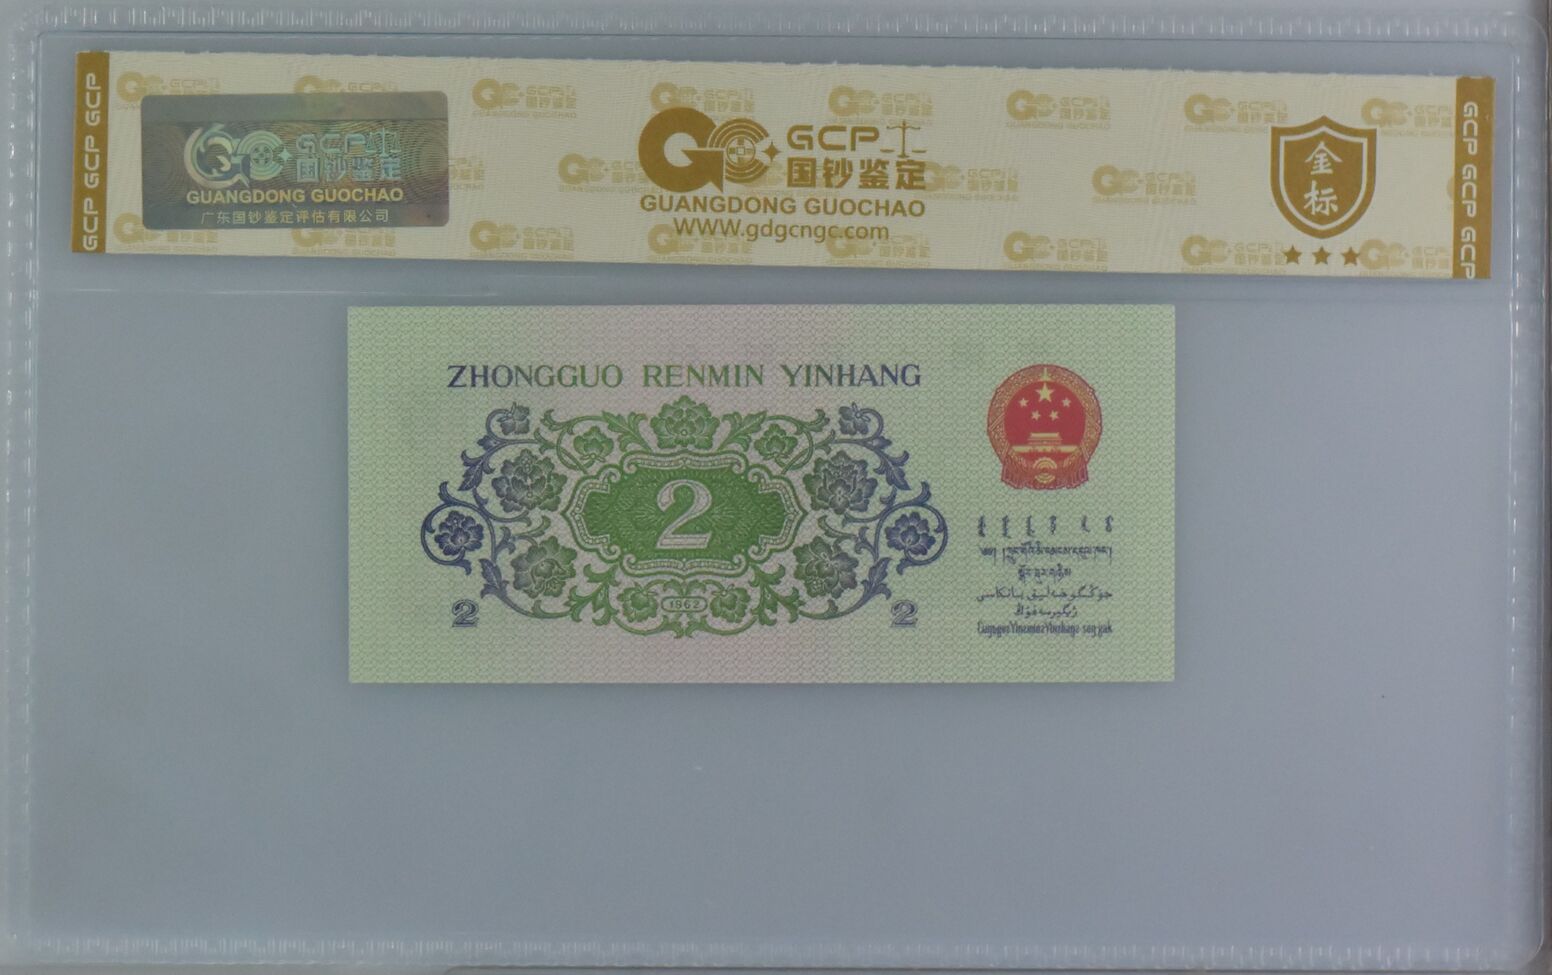 GCP GCP GCP
GCP
国钞鉴定
GUANGDONG GUOCHAO
广东国钞鉴定评估有限公司
GCP
国钞鉴定
GUANGDONG GUOCHAO
WWW.gdgcngc.com
金
标
GCP GCP GCP
ZHONGGUO RENMIN YINHANG
2
1962
2
2